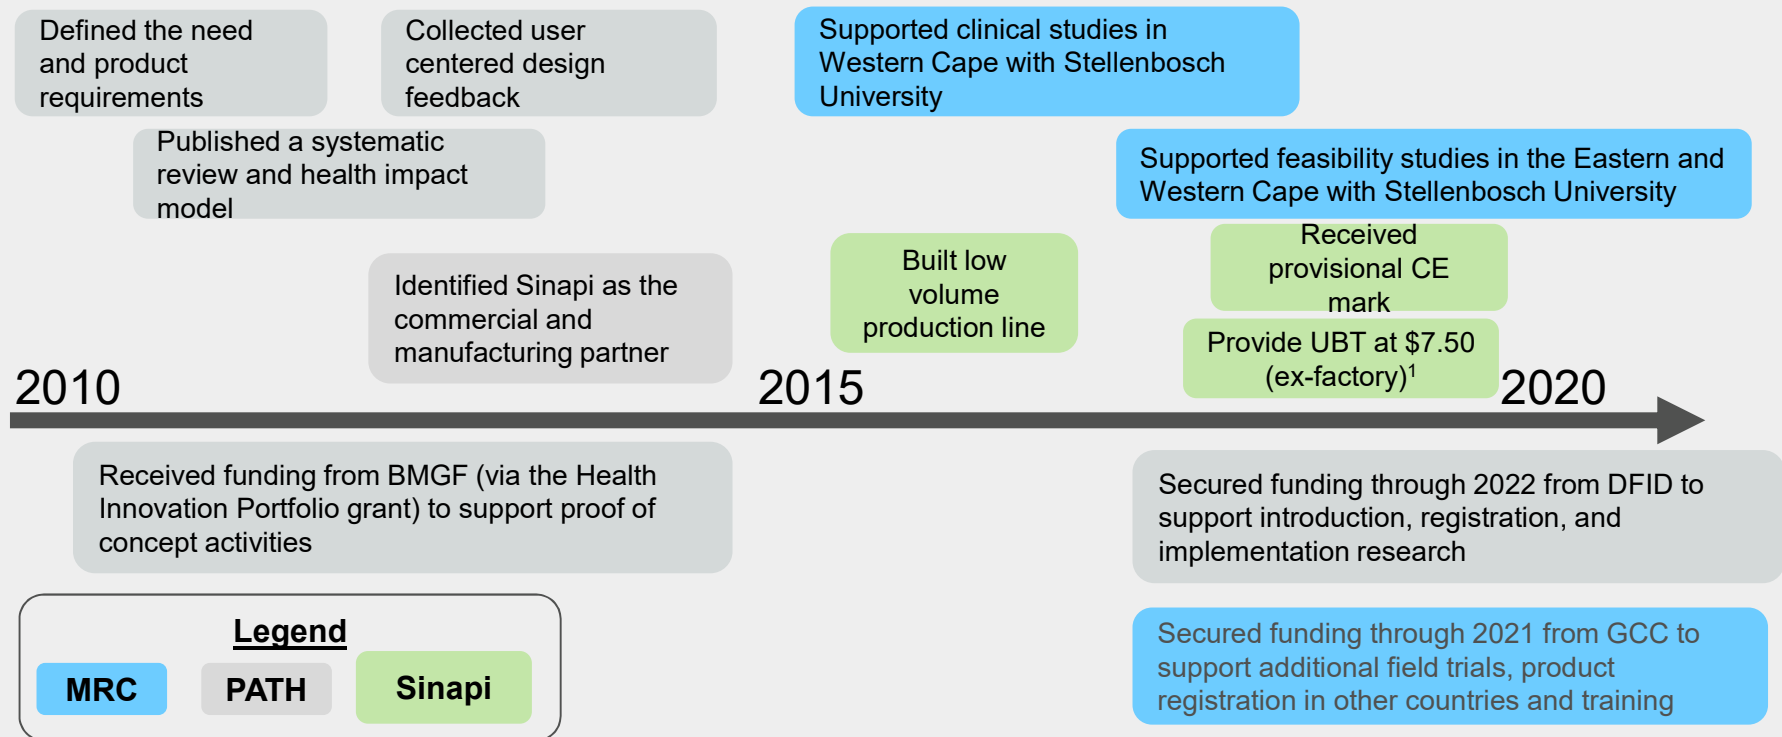 Defined the need
and product
requirements
Collected user
centered design
feedback
Supported clinical studies in
Western Cape with Stellenbosch
University
Published a systematic
review and health impact
model
Supported feasibility studies in the Eastern and
Western Cape with Stellenbosch University
Identified Sinapi as the
commercial and
manufacturing partner
Built low
volume
production line
Received
provisional CE
mark
Provide UBT at $7.50
(ex-factory)¹
2010
2015
2020
Received funding from BMGF (via the Health
Innovation Portfolio grant) to support proof of
concept activities
Secured funding through 2022 from DFID to
support introduction, registration, and
implementation research
Secured funding through 2021 from GCC to
support additional field trials, product
registration in other countries and training
Legend
MRC
PATH
Sinapi